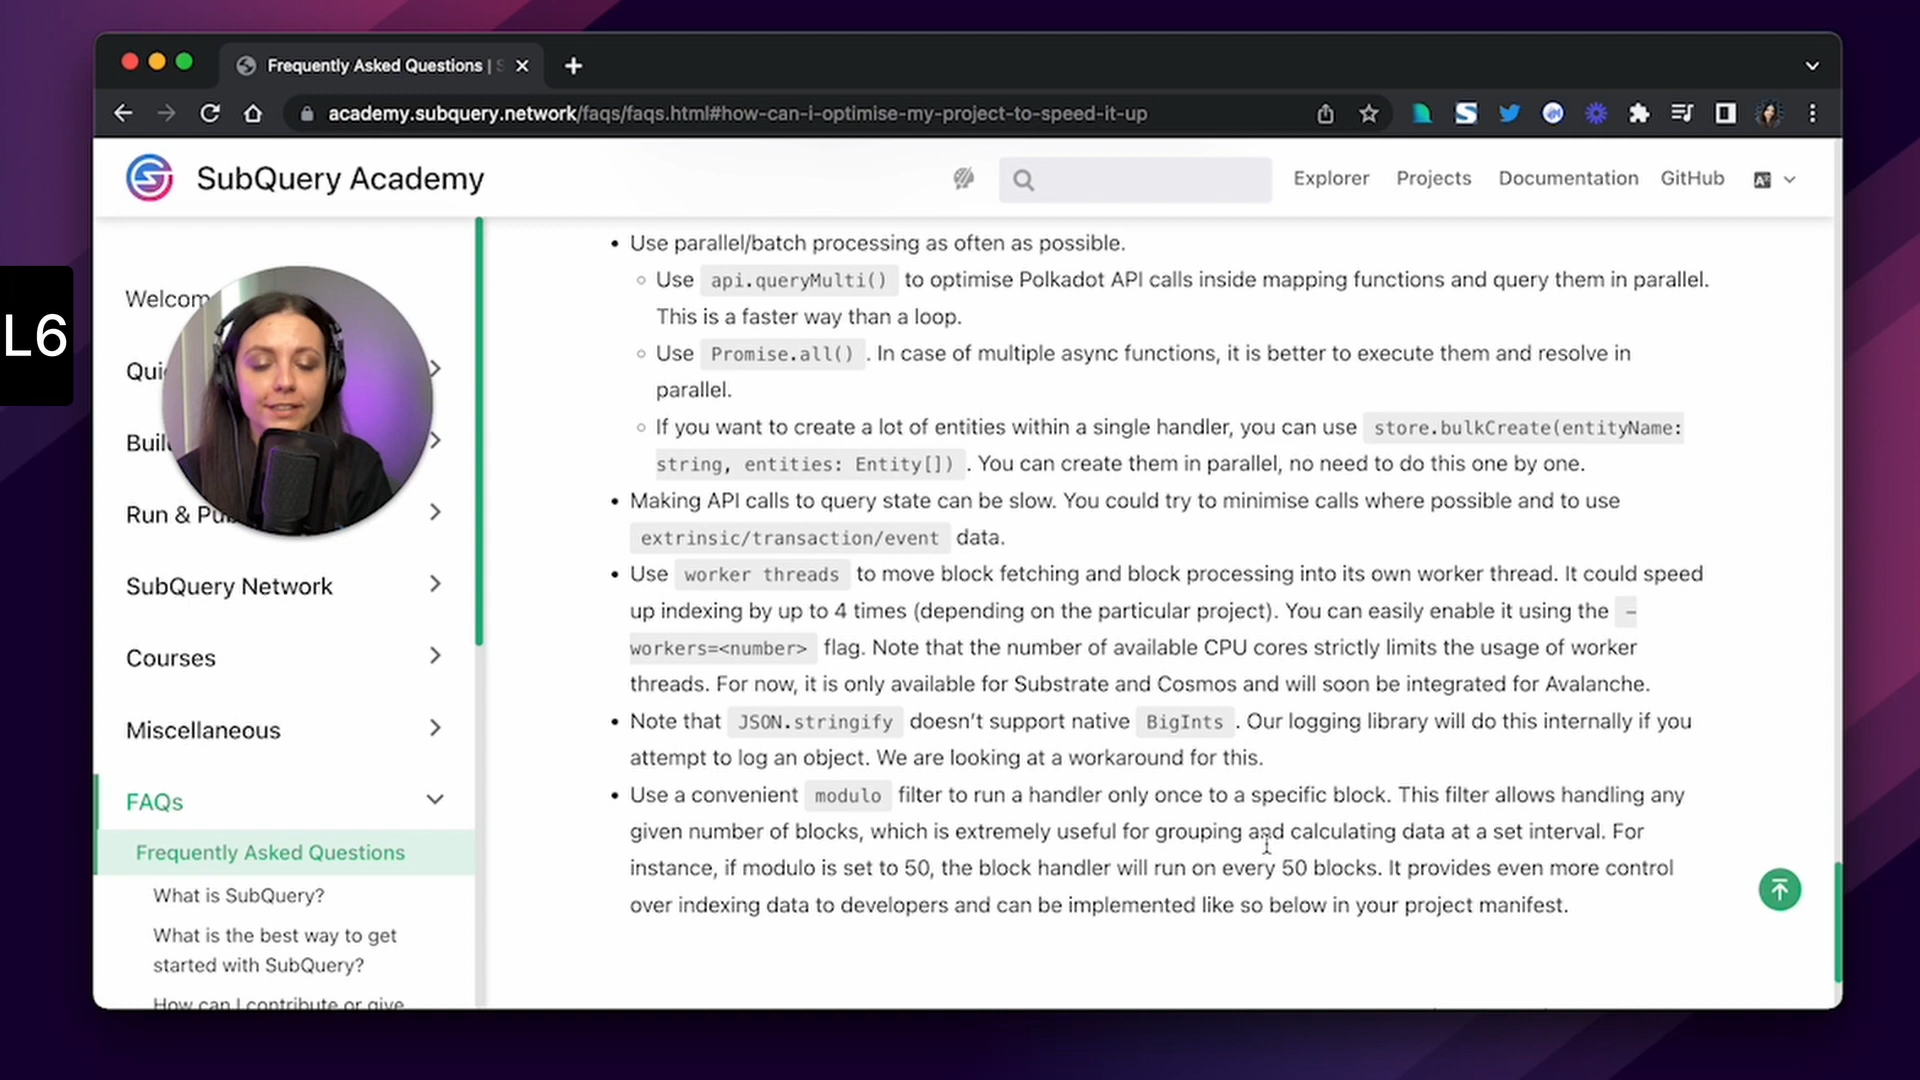 Frequently Asked Questions | S
academy.subquery.network/faqs/faqs.html#how-can-i-optimise-my-project-to-speed-it-up
SubQuery Academy
Explorer Projects Documentation GitHub
L6
Welcom
Qui
Buil
Run & Pu
SubQuery Network
Courses
Miscellaneous
FAQs
Frequently Asked Questions
What is SubQuery?
What is the best way to get
started with SubQuery?
How can I contribute or give
• Use parallel/batch processing as often as possible.
◦ Use api.queryMulti() to optimise Polkadot API calls inside mapping functions and query them in parallel.
This is a faster way than a loop.
◦ Use Promise.all() . In case of multiple async functions, it is better to execute them and resolve in
parallel.
◦ If you want to create a lot of entities within a single handler, you can use store.bulkCreate(entityName:
string, entities: Entity[]) . You can create them in parallel, no need to do this one by one.
• Making API calls to query state can be slow. You could try to minimise calls where possible and to use
extrinsic/transaction/event data.
• Use worker threads to move block fetching and block processing into its own worker thread. It could speed
up indexing by up to 4 times (depending on the particular project). You can easily enable it using the –
workers=<number> flag. Note that the number of available CPU cores strictly limits the usage of worker
threads. For now, it is only available for Substrate and Cosmos and will soon be integrated for Avalanche.
• Note that JSON.stringify doesn’t support native BigInts . Our logging library will do this internally if you
attempt to log an object. We are looking at a workaround for this.
• Use a convenient modulo filter to run a handler only once to a specific block. This filter allows handling any
given number of blocks, which is extremely useful for grouping and calculating data at a set interval. For
instance, if modulo is set to 50, the block handler will run on every 50 blocks. It provides even more control
over indexing data to developers and can be implemented like so below in your project manifest.